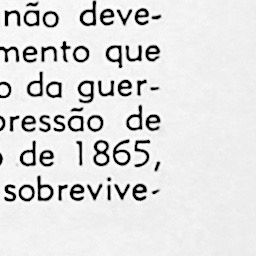 não deve-
mento que
o da guer-
pressão de
de 1865,
sobrevive-